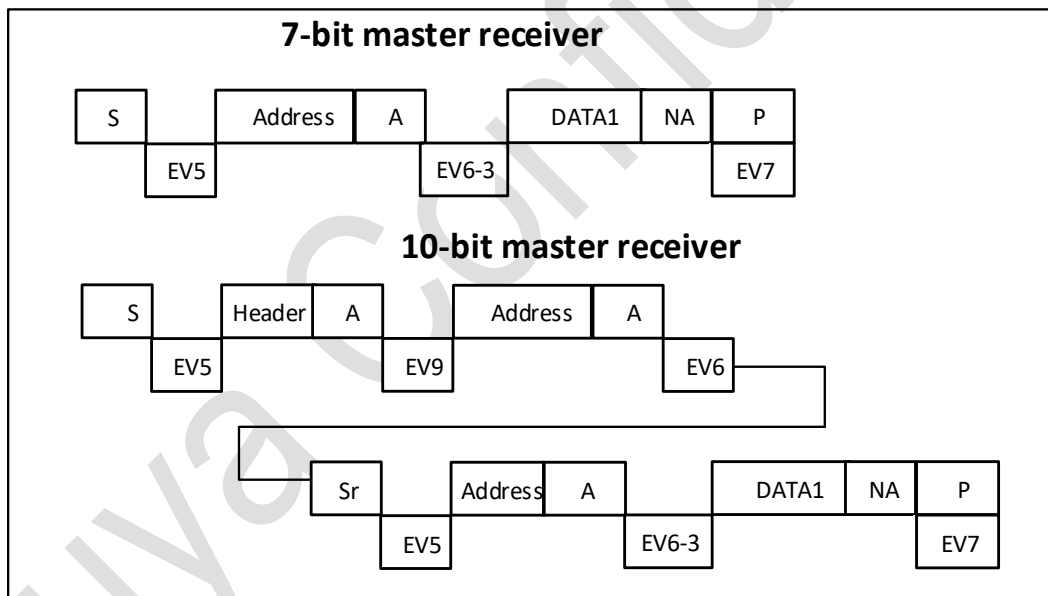 7-bit master receiver
S Address A DATA1 NA P
EV5 EV6-3 EV7
10-bit master receiver
S Header A Address A
EV5 EV9 EV6
Sr Address A DATA1 NA P
EV5 EV6-3 EV7